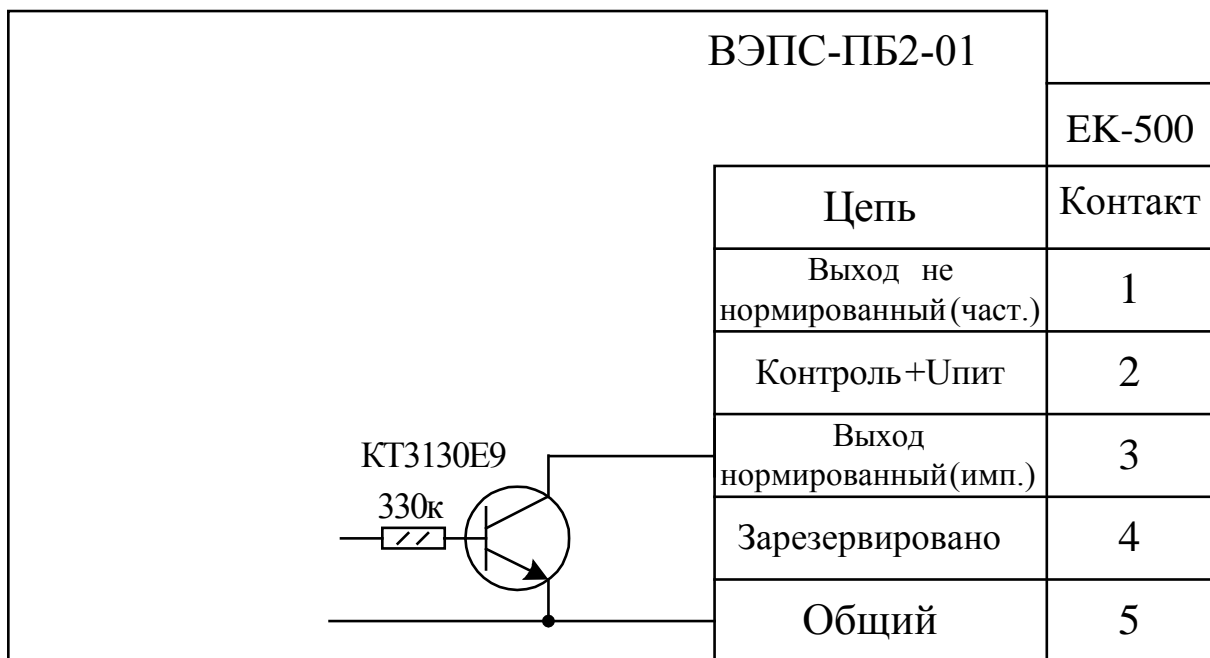 ВЭПС-ПБ2-01
EK-500
Цепь Контакт
Выход не
нормированный (част.) 1
Контроль +Uпит 2
Выход
нормированный (имп.) 3
КТ3130Е9
330к
Зарезервировано 4
Общий 5